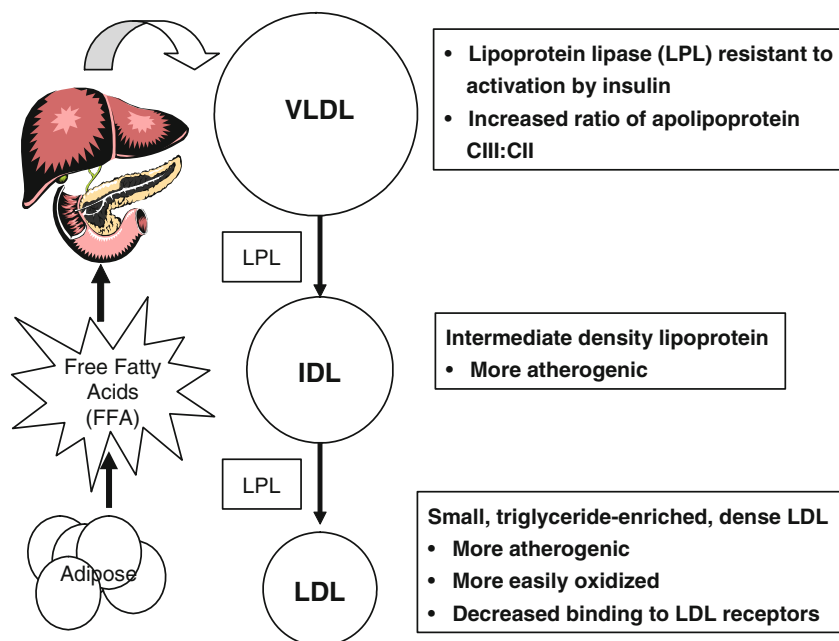 VLDL
• Lipoprotein lipase (LPL) resistant to
activation by insulin
• Increased ratio of apolipoprotein
CIII:CII
LPL
Free Fatty
Acids
(FFA)
IDL
Intermediate density lipoprotein
• More atherogenic
LPL
Adipose
LDL
Small, triglyceride-enriched, dense LDL
• More atherogenic
• More easily oxidized
• Decreased binding to LDL receptors